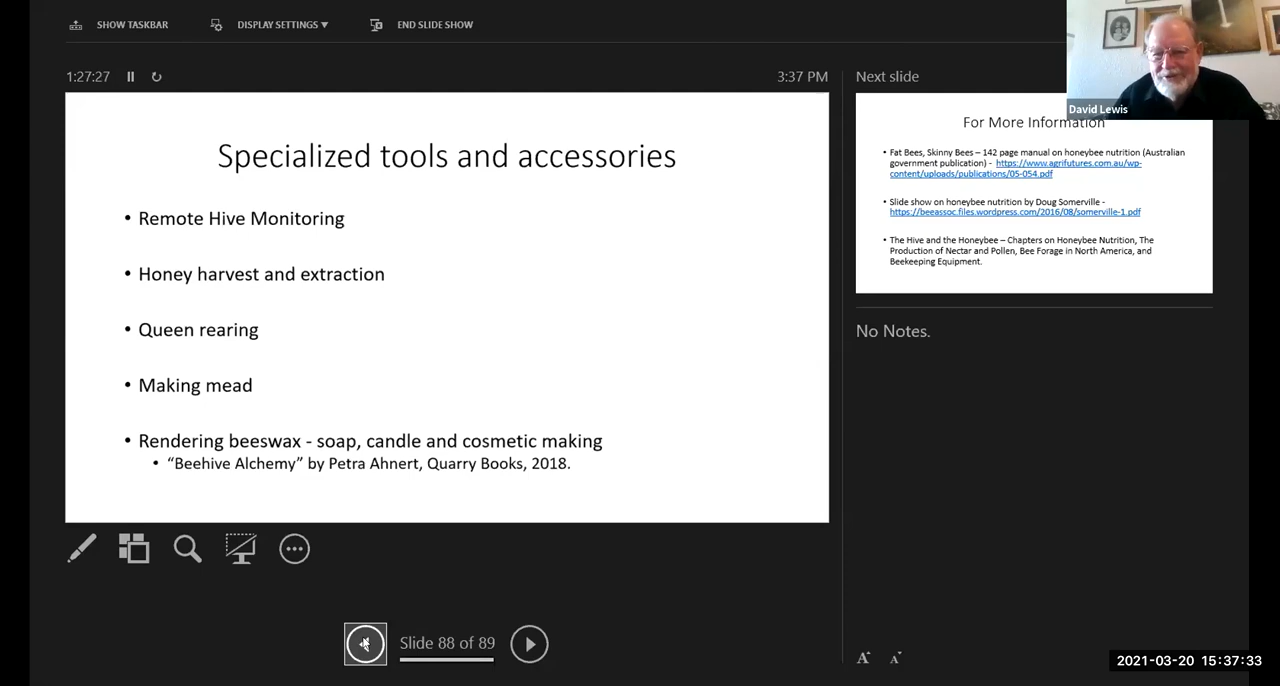 SHOW TASKBAR
DISPLAY SETTINGS ▼
END SLIDE SHOW
1:27:27
3:37 PM
Next slide
David Lewis
Specialized tools and accessories
• Remote Hive Monitoring
• Honey harvest and extraction
• Queen rearing
• Making mead
• Rendering beeswax - soap, candle and cosmetic making
• “Beehive Alchemy” by Petra Ahnert, Quarry Books, 2018.
For More Information
• Fat Bees, Skinny Bees – 142 page manual on honeybee nutrition (Australian
government publication) - https://www.agrifutures.com.au/wp-
content/uploads/publications/05-054.pdf
• Slide show on honeybee nutrition by Doug Somerville -
https://beeassoc.files.wordpress.com/2016/08/somerville-1.pdf
• The Hive and the Honeybee – Chapters on Honeybee Nutrition, The
Production of Nectar and Pollen, Bee Forage in North America, and
Beekeeping Equipment.
No Notes.
Slide 88 of 89
A A
2021-03-20 15:37:33